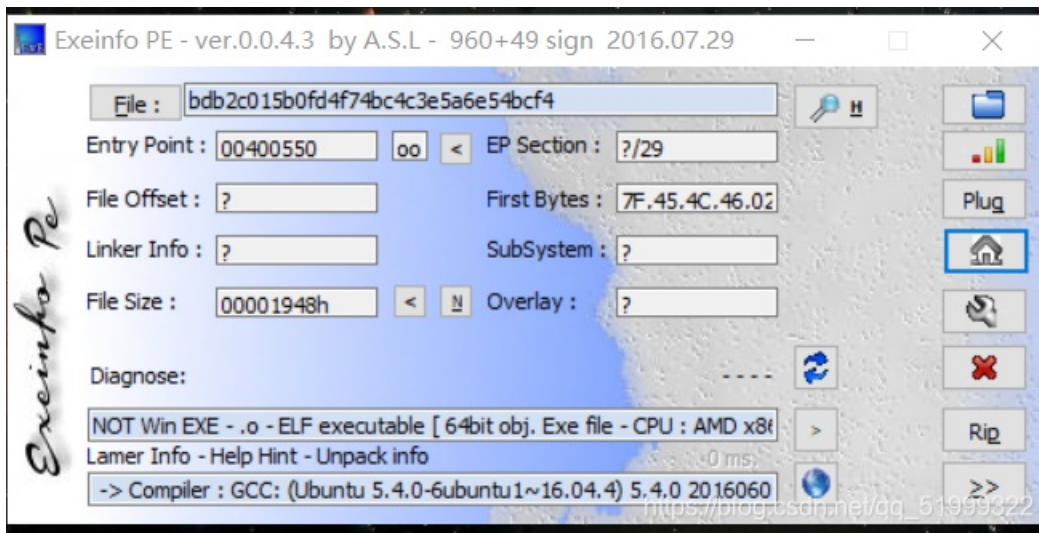 Exeinfo PE - ver.0.0.4.3 by A.S.L - 960+49 sign 2016.07.29
File : bdb2c015b0fd4f74bc4c3e5a6e54bcf4 H
Entry Point : 00400550 oo < EP Section : ?/29
File Offset : ? First Bytes : 7F.45.4C.46.02 Plug
Linker Info : ? SubSystem : ?
File Size : 00001948h < N Overlay : ?
Diagnose: ----
NOT Win EXE - .o - ELF executable [ 64bit obj. Exe file - CPU : AMD x86 > Rip
Lamer Info - Help Hint - Unpack info 0 ms.
-> Compiler : GCC: (Ubuntu 5.4.0-6ubuntu1~16.04.4) 5.4.0 2016060 >>
Exeinfo Pe
https://blog.csdn.net/qq_51999322